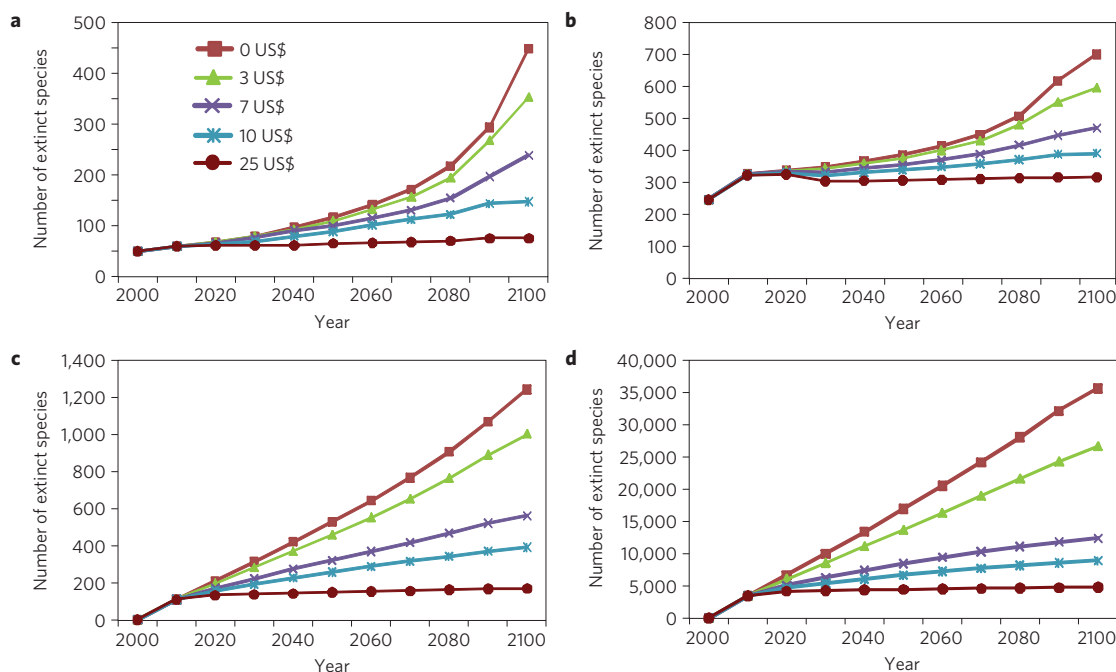 a
500
400
300
200
100
0
Number of extinct species
0 US$
3 US$
7 US$
10 US$
25 US$
2000 2020 2040 2060 2080 2100
Year
b
800
700
600
500
400
300
200
100
0
Number of extinct species
2000 2020 2040 2060 2080 2100
Year
c
1,400
1,200
1,000
800
600
400
200
0
Number of extinct species
2000 2020 2040 2060 2080 2100
Year
d
40,000
35,000
30,000
25,000
20,000
15,000
10,000
5,000
0
Number of extinct species
2000 2020 2040 2060 2080 2100
Year